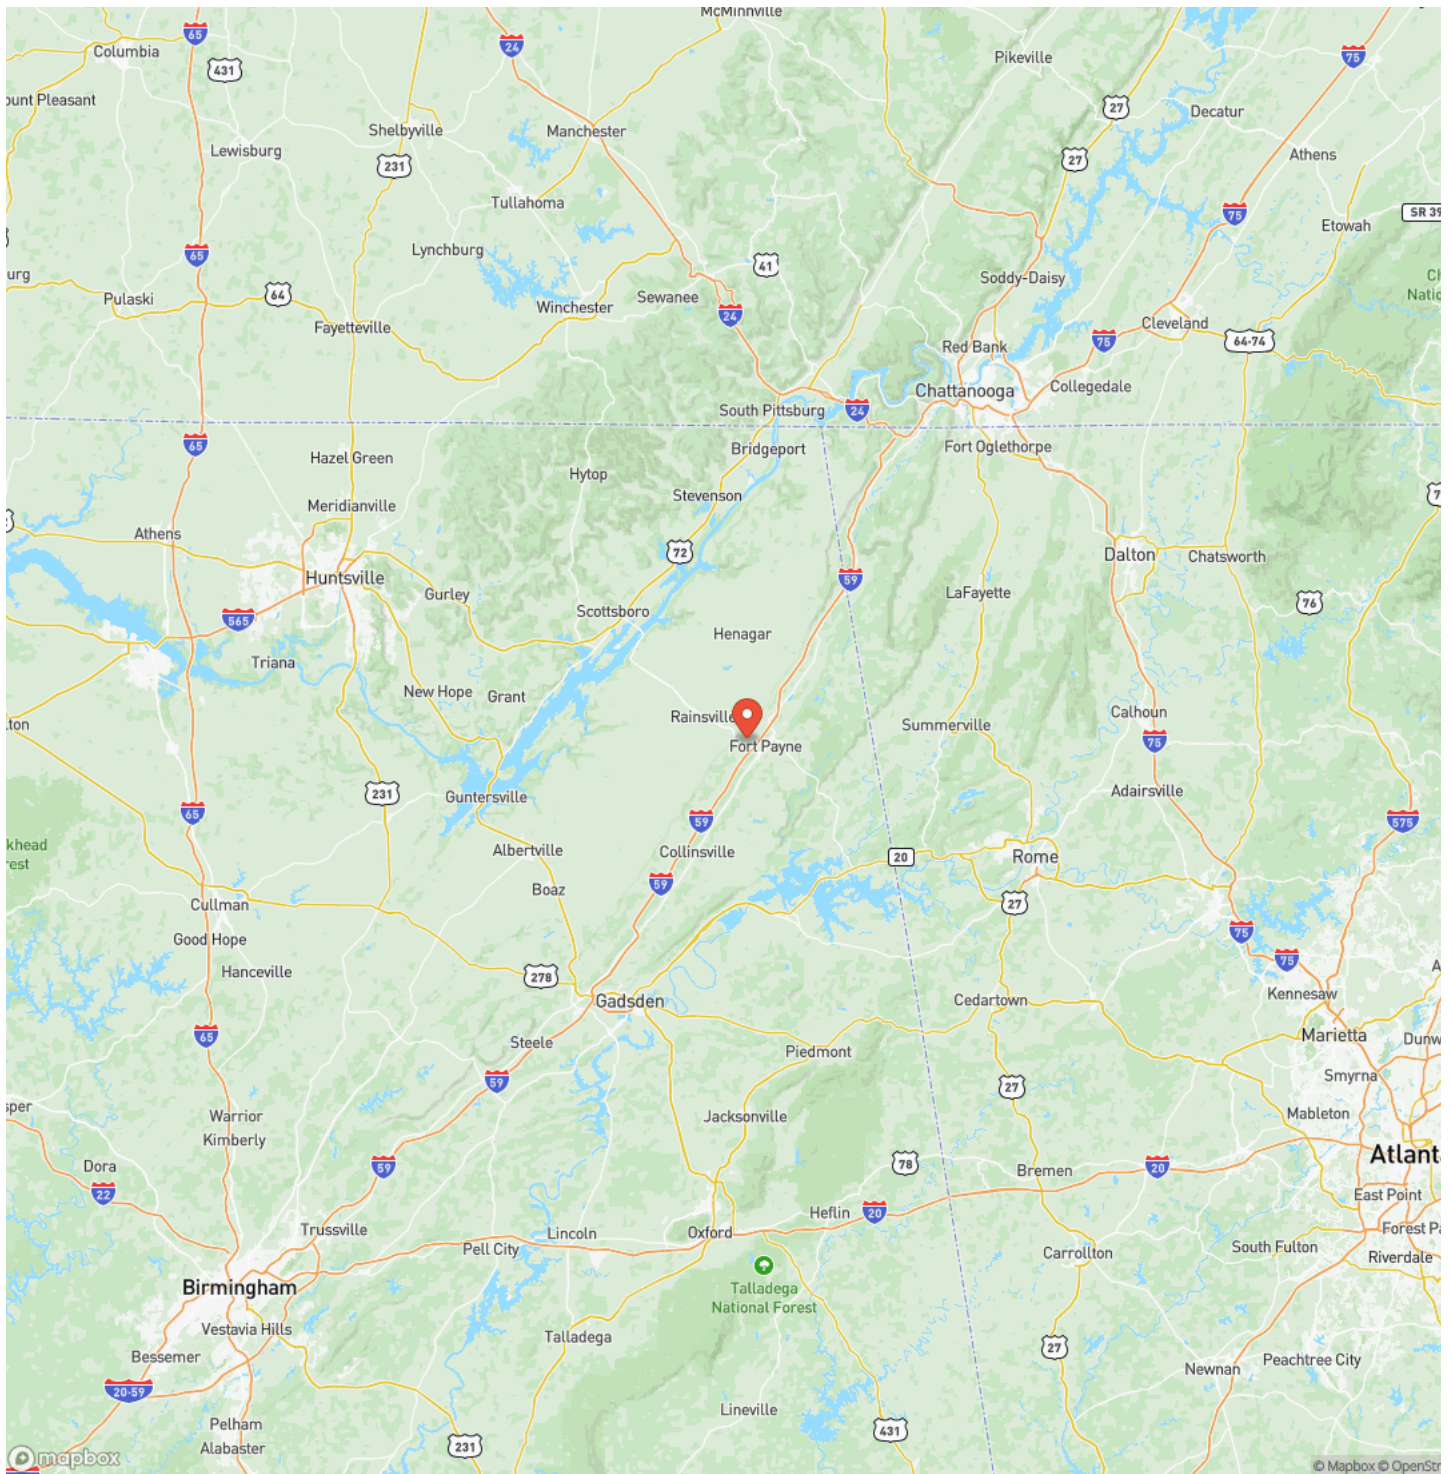 McMinnville
65
24
75
Columbia
431
Pikeville
ount Pleasant
27
Decatur
Shelbyville
Manchester
Lewisburg
231
27
Athens
Tullahoma
75
SR 39
Etowah
Lynchburg
65
41
urg
Soddy-Daisy
Pulaski
64
Sewanee
Winchester
24
Fayetteville
Cleveland
64-74
75
Red Bank
Chattanooga
Collegedale
South Pittsburg
24
65
Bridgeport
Fort Oglethorpe
Hazel Green
Hytop
Stevenson
Meridianville
Athens
72
Dalton
Chatsworth
Huntsville
59
Gurley
LaFayette
76
Scottsboro
565
Henagar
Triana
New Hope
Grant
Rainsville
Summerville
Calhoun
lton
Fort Payne
75
231
Guntersville
Adairsville
65
59
575
khead
rest
Albertville
Collinsville
20
Rome
59
Boaz
27
Cullman
75
Good Hope
75
Hanceville
278
Kennesaw
Gadsden
Cedartown
65
Marietta
Dunw
Steele
Piedmont
59
Smyrna
27
sper
Warrior
Jacksonville
Mableton
Kimberly
Atlanta
Dora
59
78
Bremen
20
22
East Point
Heflin
20
Trussville
Lincoln
Oxford
Forest Pa
Pell City
Carrollton
South Fulton
Riverdale
Birmingham
Talladega
National Forest
Vestavia Hills
Talladega
27
Bessemer
Newnan
Peachtree City
20-59
Lineville
Pelham
431
Alabaster
231
mapbox
© Mapbox © OpenStr